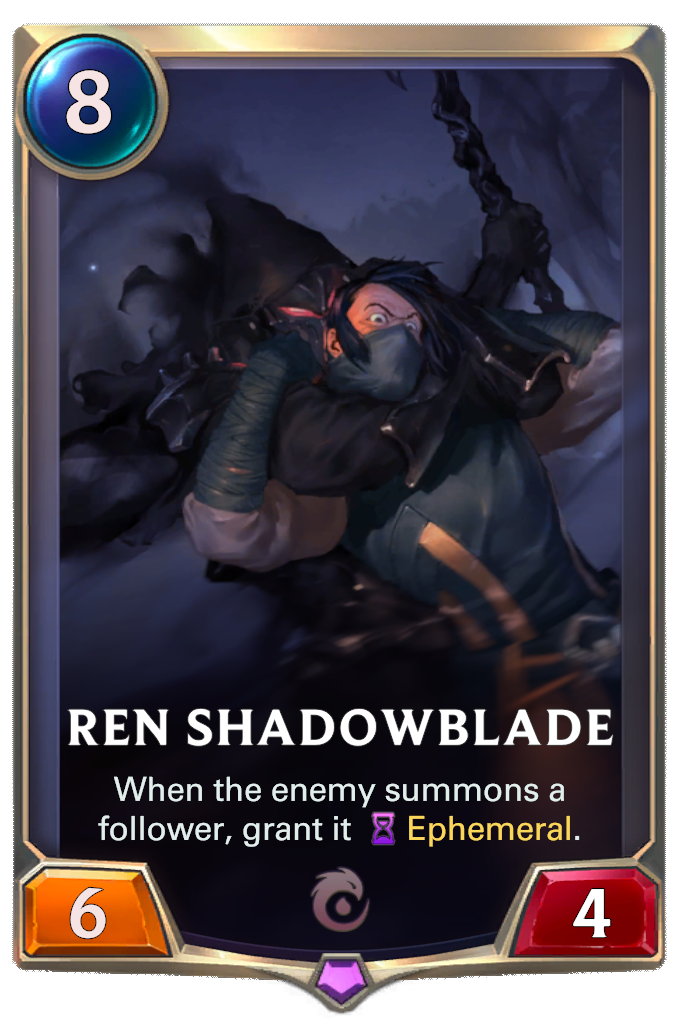 8
REN SHADOWBLADE
When the enemy summons a
follower, grant it Ephemeral.
6 4